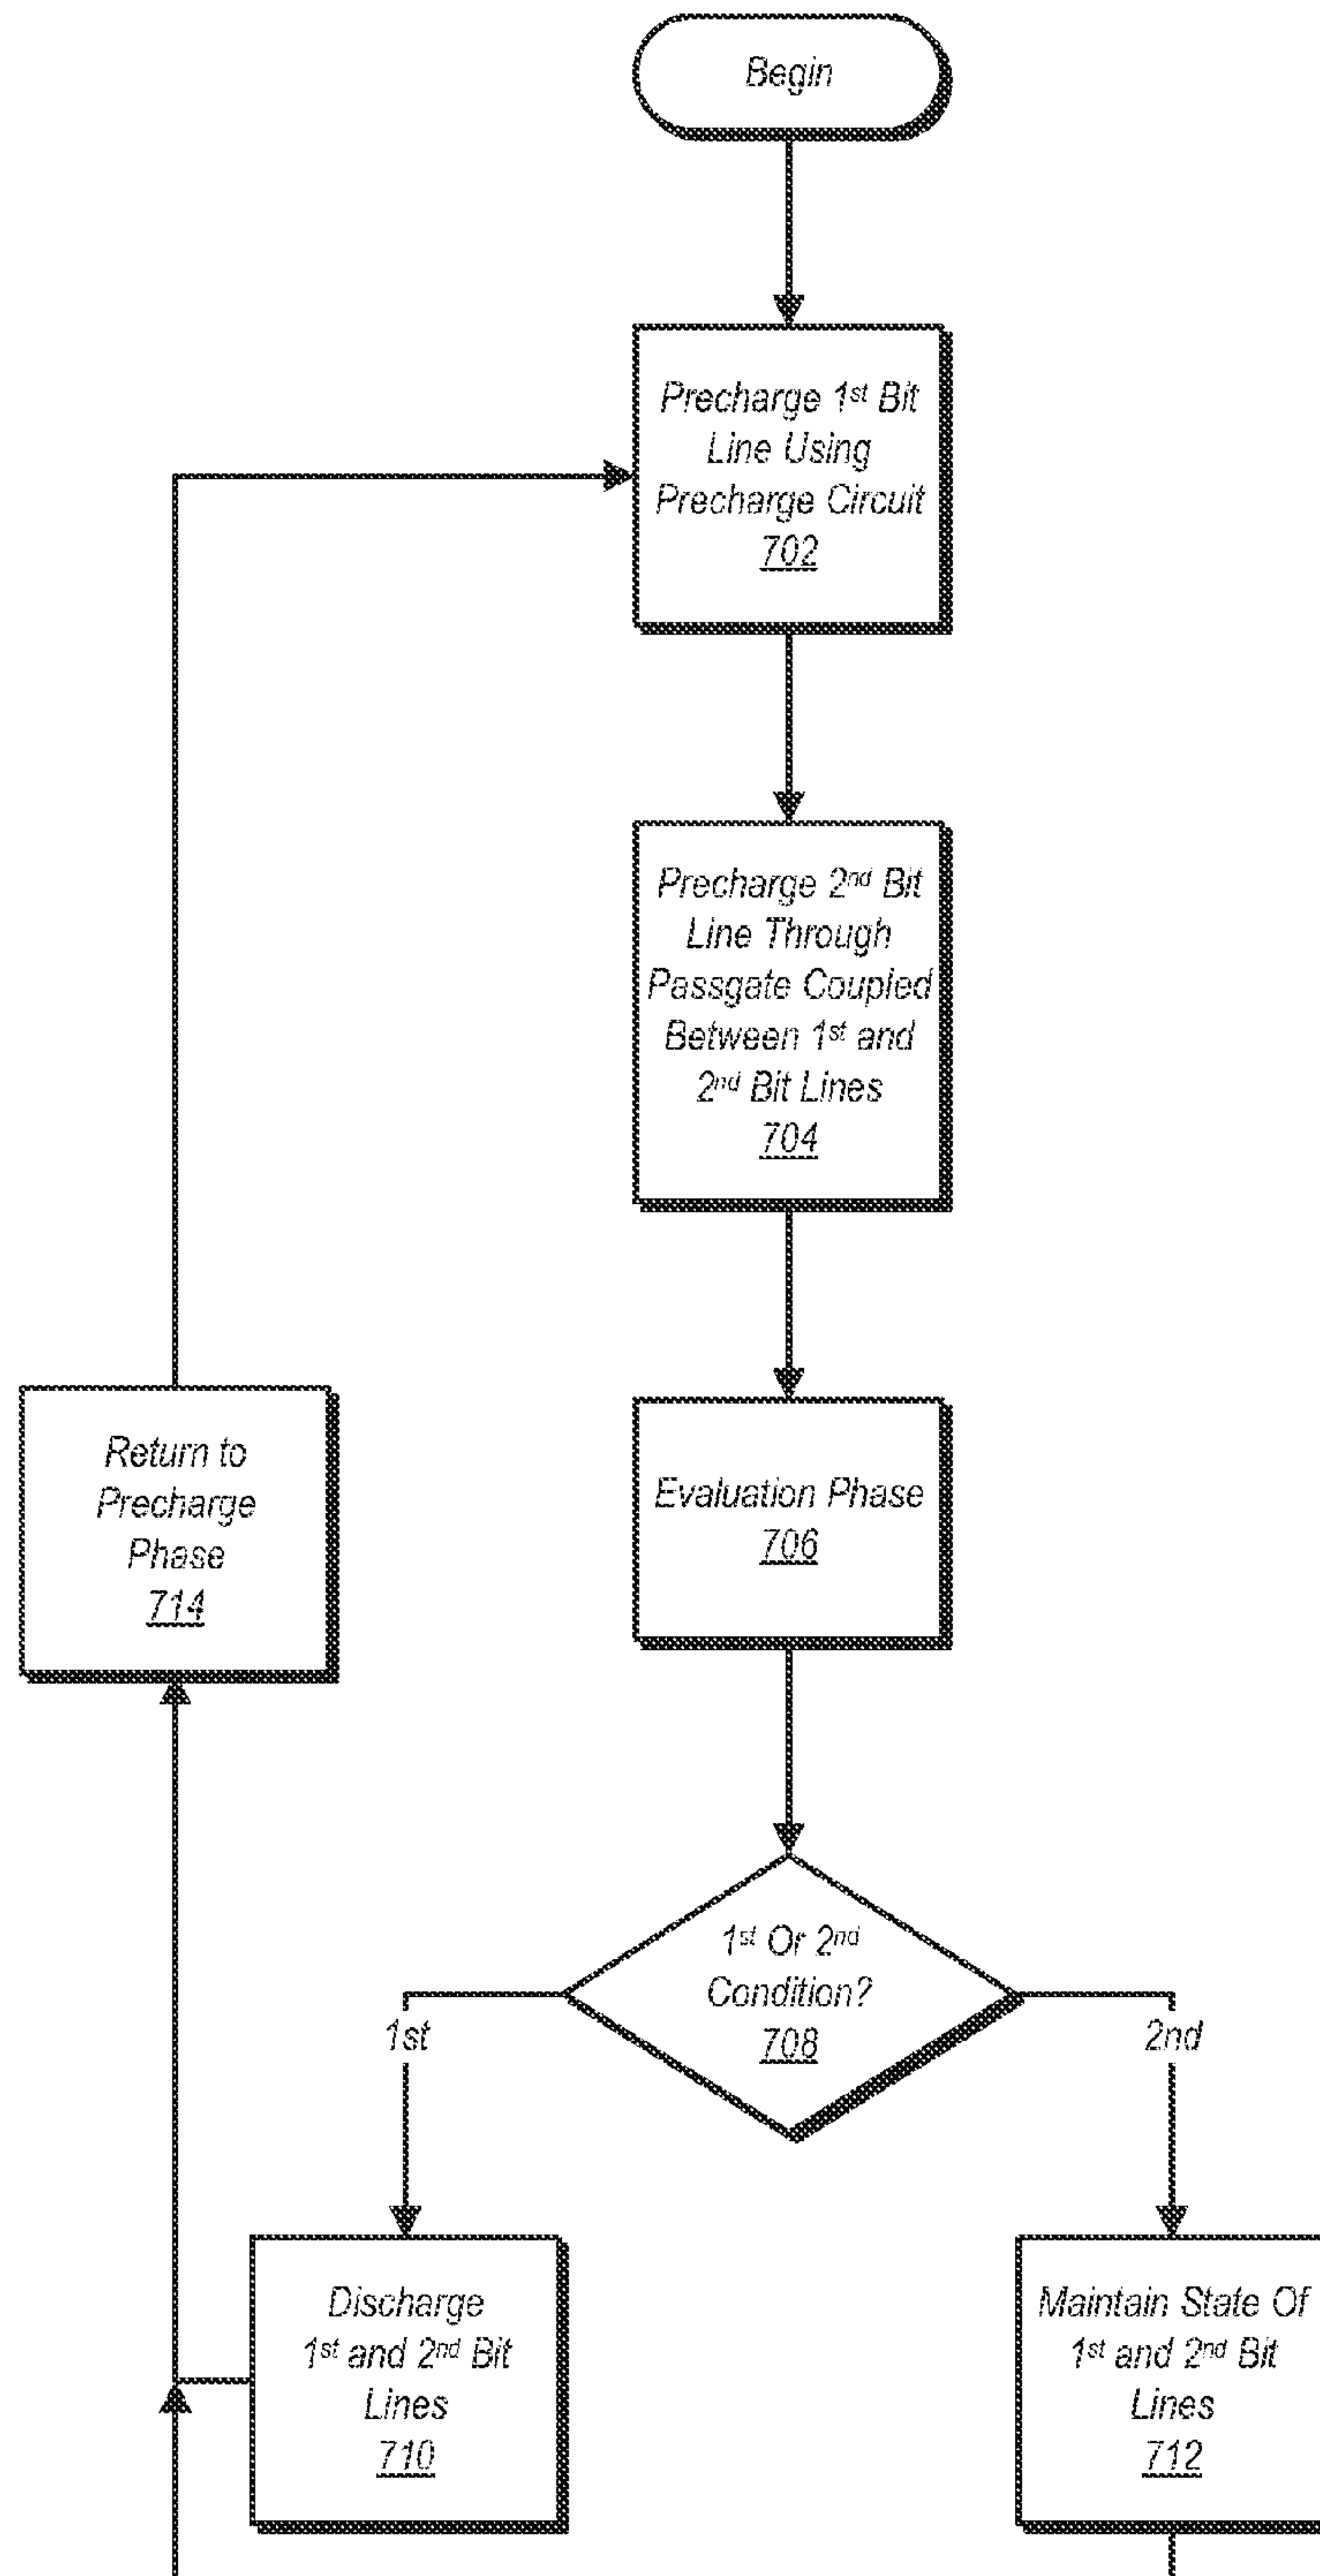 Begin
Precharge 1st Bit
Line Using
Precharge Circuit
702
Precharge 2nd Bit
Line Through
Passgate Coupled
Between 1st and
2nd Bit Lines
704
Return to
Precharge
Phase
714
Evaluation Phase
706
1st Or 2nd
Condition?
708
1st
2nd
Discharge
1st and 2nd Bit
Lines
710
Maintain State Of
1st and 2nd Bit
Lines
712